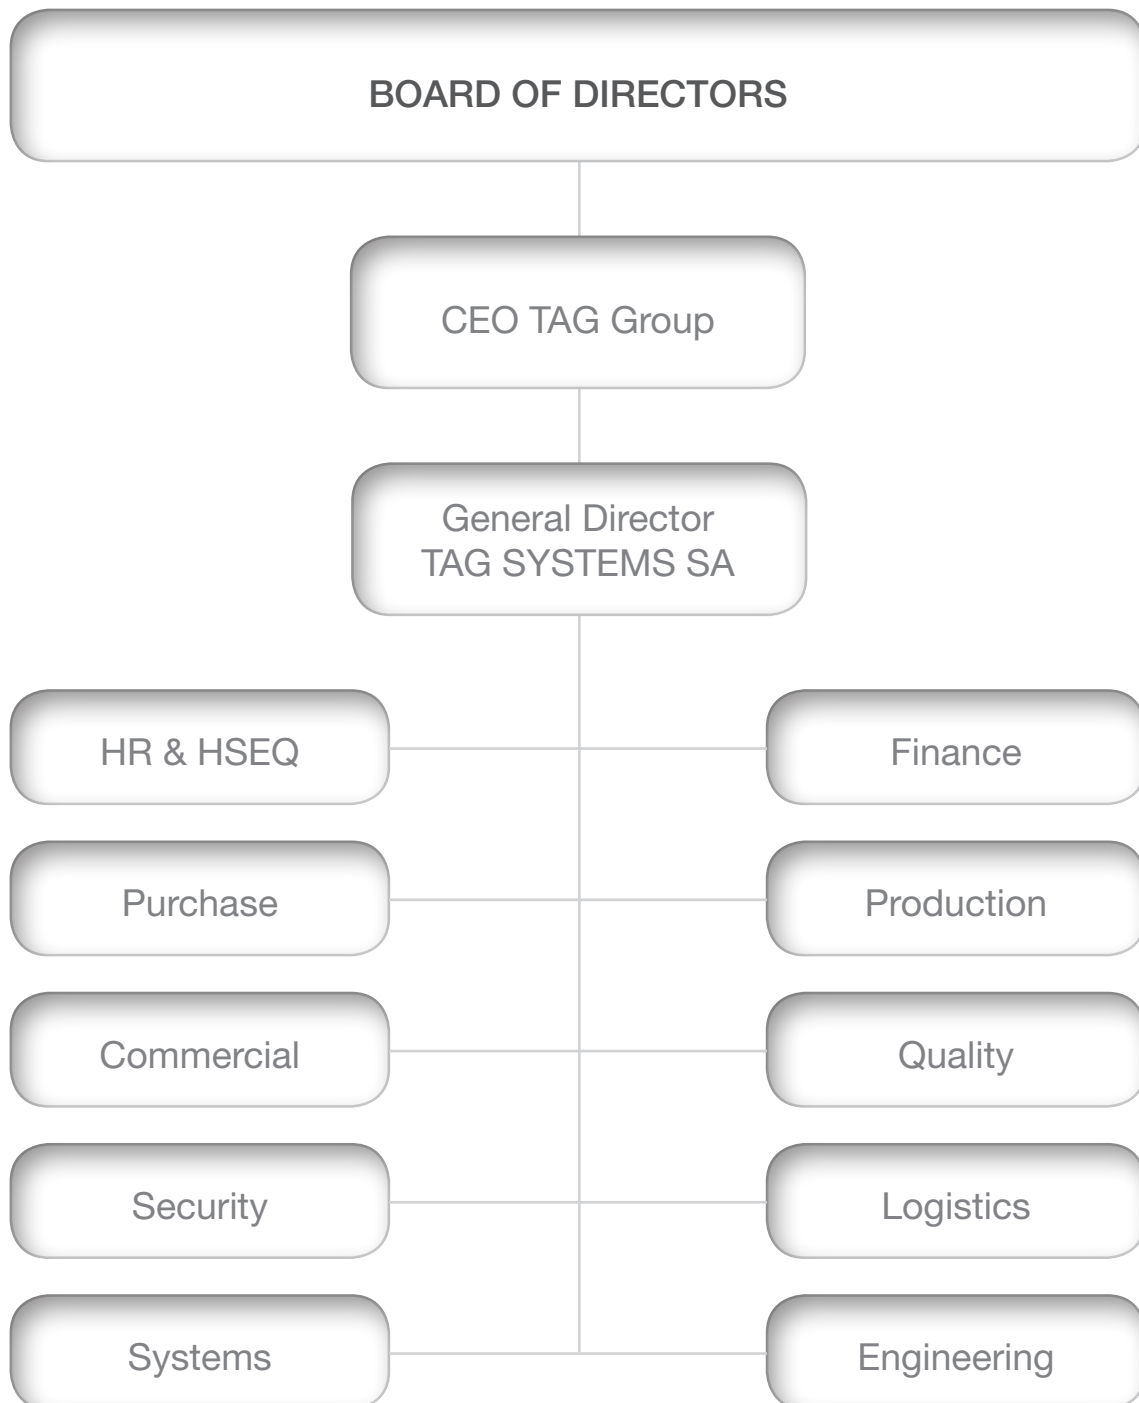 BOARD OF DIRECTORS
CEO TAG Group
General Director
TAG SYSTEMS SA
HR & HSEQ
Finance
Purchase
Production
Commercial
Quality
Security
Logistics
Systems
Engineering